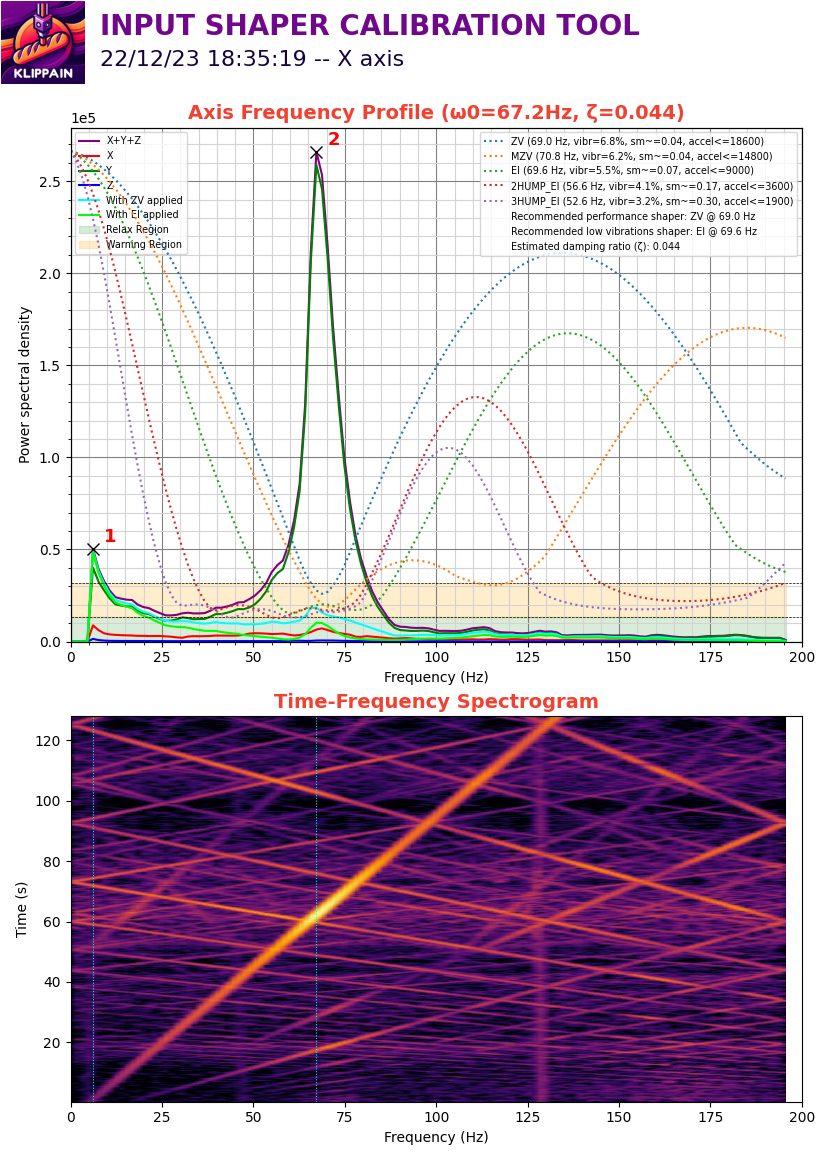 INPUT SHAPER CALIBRATION TOOL
22/12/23 18:35:19 -- X axis
KLIPPAIN
Axis Frequency Profile (ω0=67.2Hz, ζ=0.044)
1e5
X+Y+Z
X
Y
Z
With ZV applied
With EI applied
Relax Region
Warning Region
2
ZV (69.0 Hz, vibr=6.8%, sm~=0.04, accel<=18600)
MZV (70.8 Hz, vibr=6.2%, sm~=0.04, accel<=14800)
EI (69.6 Hz, vibr=5.5%, sm~=0.07, accel<=9000)
2HUMP_EI (56.6 Hz, vibr=4.1%, sm~=0.17, accel<=3600)
3HUMP_EI (52.6 Hz, vibr=3.2%, sm~=0.30, accel<=1900)
Recommended performance shaper: ZV @ 69.0 Hz
Recommended low vibrations shaper: EI @ 69.6 Hz
Estimated damping ratio (ζ): 0.044
2.5
2.0
1.5
1.0
0.5
0.0
Power spectral density
1
0 25 50 75 100 125 150 175 200
Frequency (Hz)
Time-Frequency Spectrogram
120
100
80
60
40
20
Time (s)
0 25 50 75 100 125 150 175 200
Frequency (Hz)